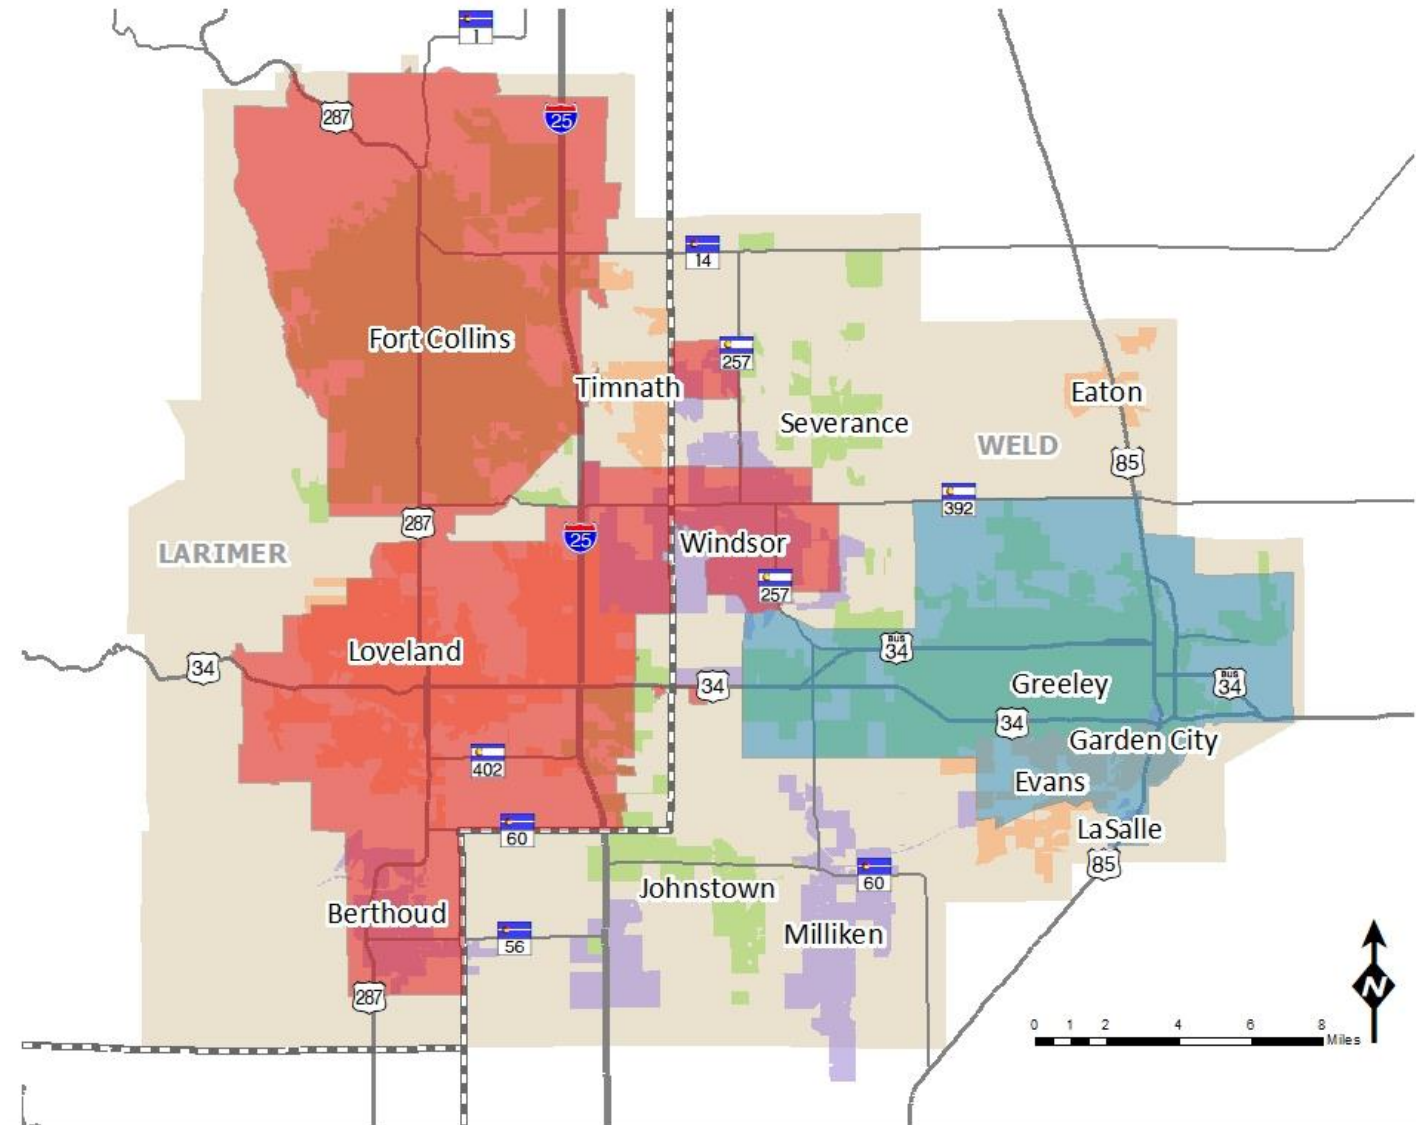 1
287
25
14
257
Fort Collins
Timnath
Eaton
Severance
WELD
85
392
287
25
LARIMER
Windsor
257
BUS
34
Loveland
34
34
Greeley
BUS
34
34
Garden City
402
Evans
60
LaSalle
85
60
Johnstown
Berthoud
56
Milliken
287
N
0 1 2 4 6 8
Miles